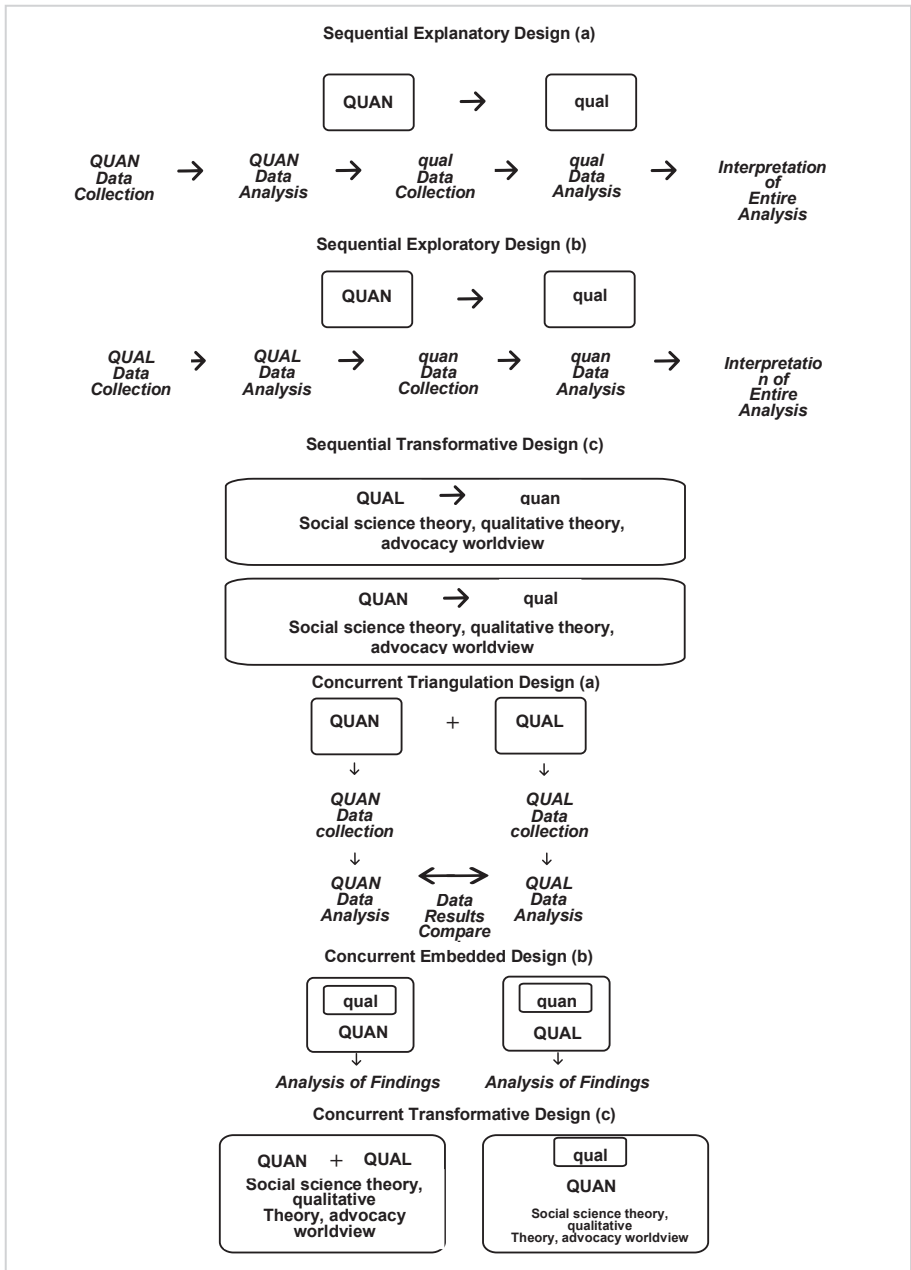 Sequential Explanatory Design (a)
QUAN → qual
QUAN Data Collection → QUAN Data Analysis → qual Data Collection → qual Data Analysis → Interpretation of Entire Analysis
Sequential Exploratory Design (b)
QUAN → qual
QUAL Data Collection → QUAL Data Analysis → quan Data Collection → quan Data Analysis → Interpretatio n of Entire Analysis
Sequential Transformative Design (c)
QUAL → quan
Social science theory, qualitative theory,
advocacy worldview
QUAN → qual
Social science theory, qualitative theory,
advocacy worldview
Concurrent Triangulation Design (a)
QUAN + QUAL
↓ ↓
QUAN
Data
collection
QUAL
Data
collection
↓ ↓
QUAN
Data
Analysis
Data
Results
Compare
QUAL
Data
Analysis
Concurrent Embedded Design (b)
qual
QUAN
quan
QUAL
↓ ↓
Analysis of Findings
Analysis of Findings
Concurrent Transformative Design (c)
QUAN + QUAL
Social science theory,
qualitative
Theory, advocacy
worldview
qual
QUAN
Social science theory,
qualitative
Theory, advocacy worldview